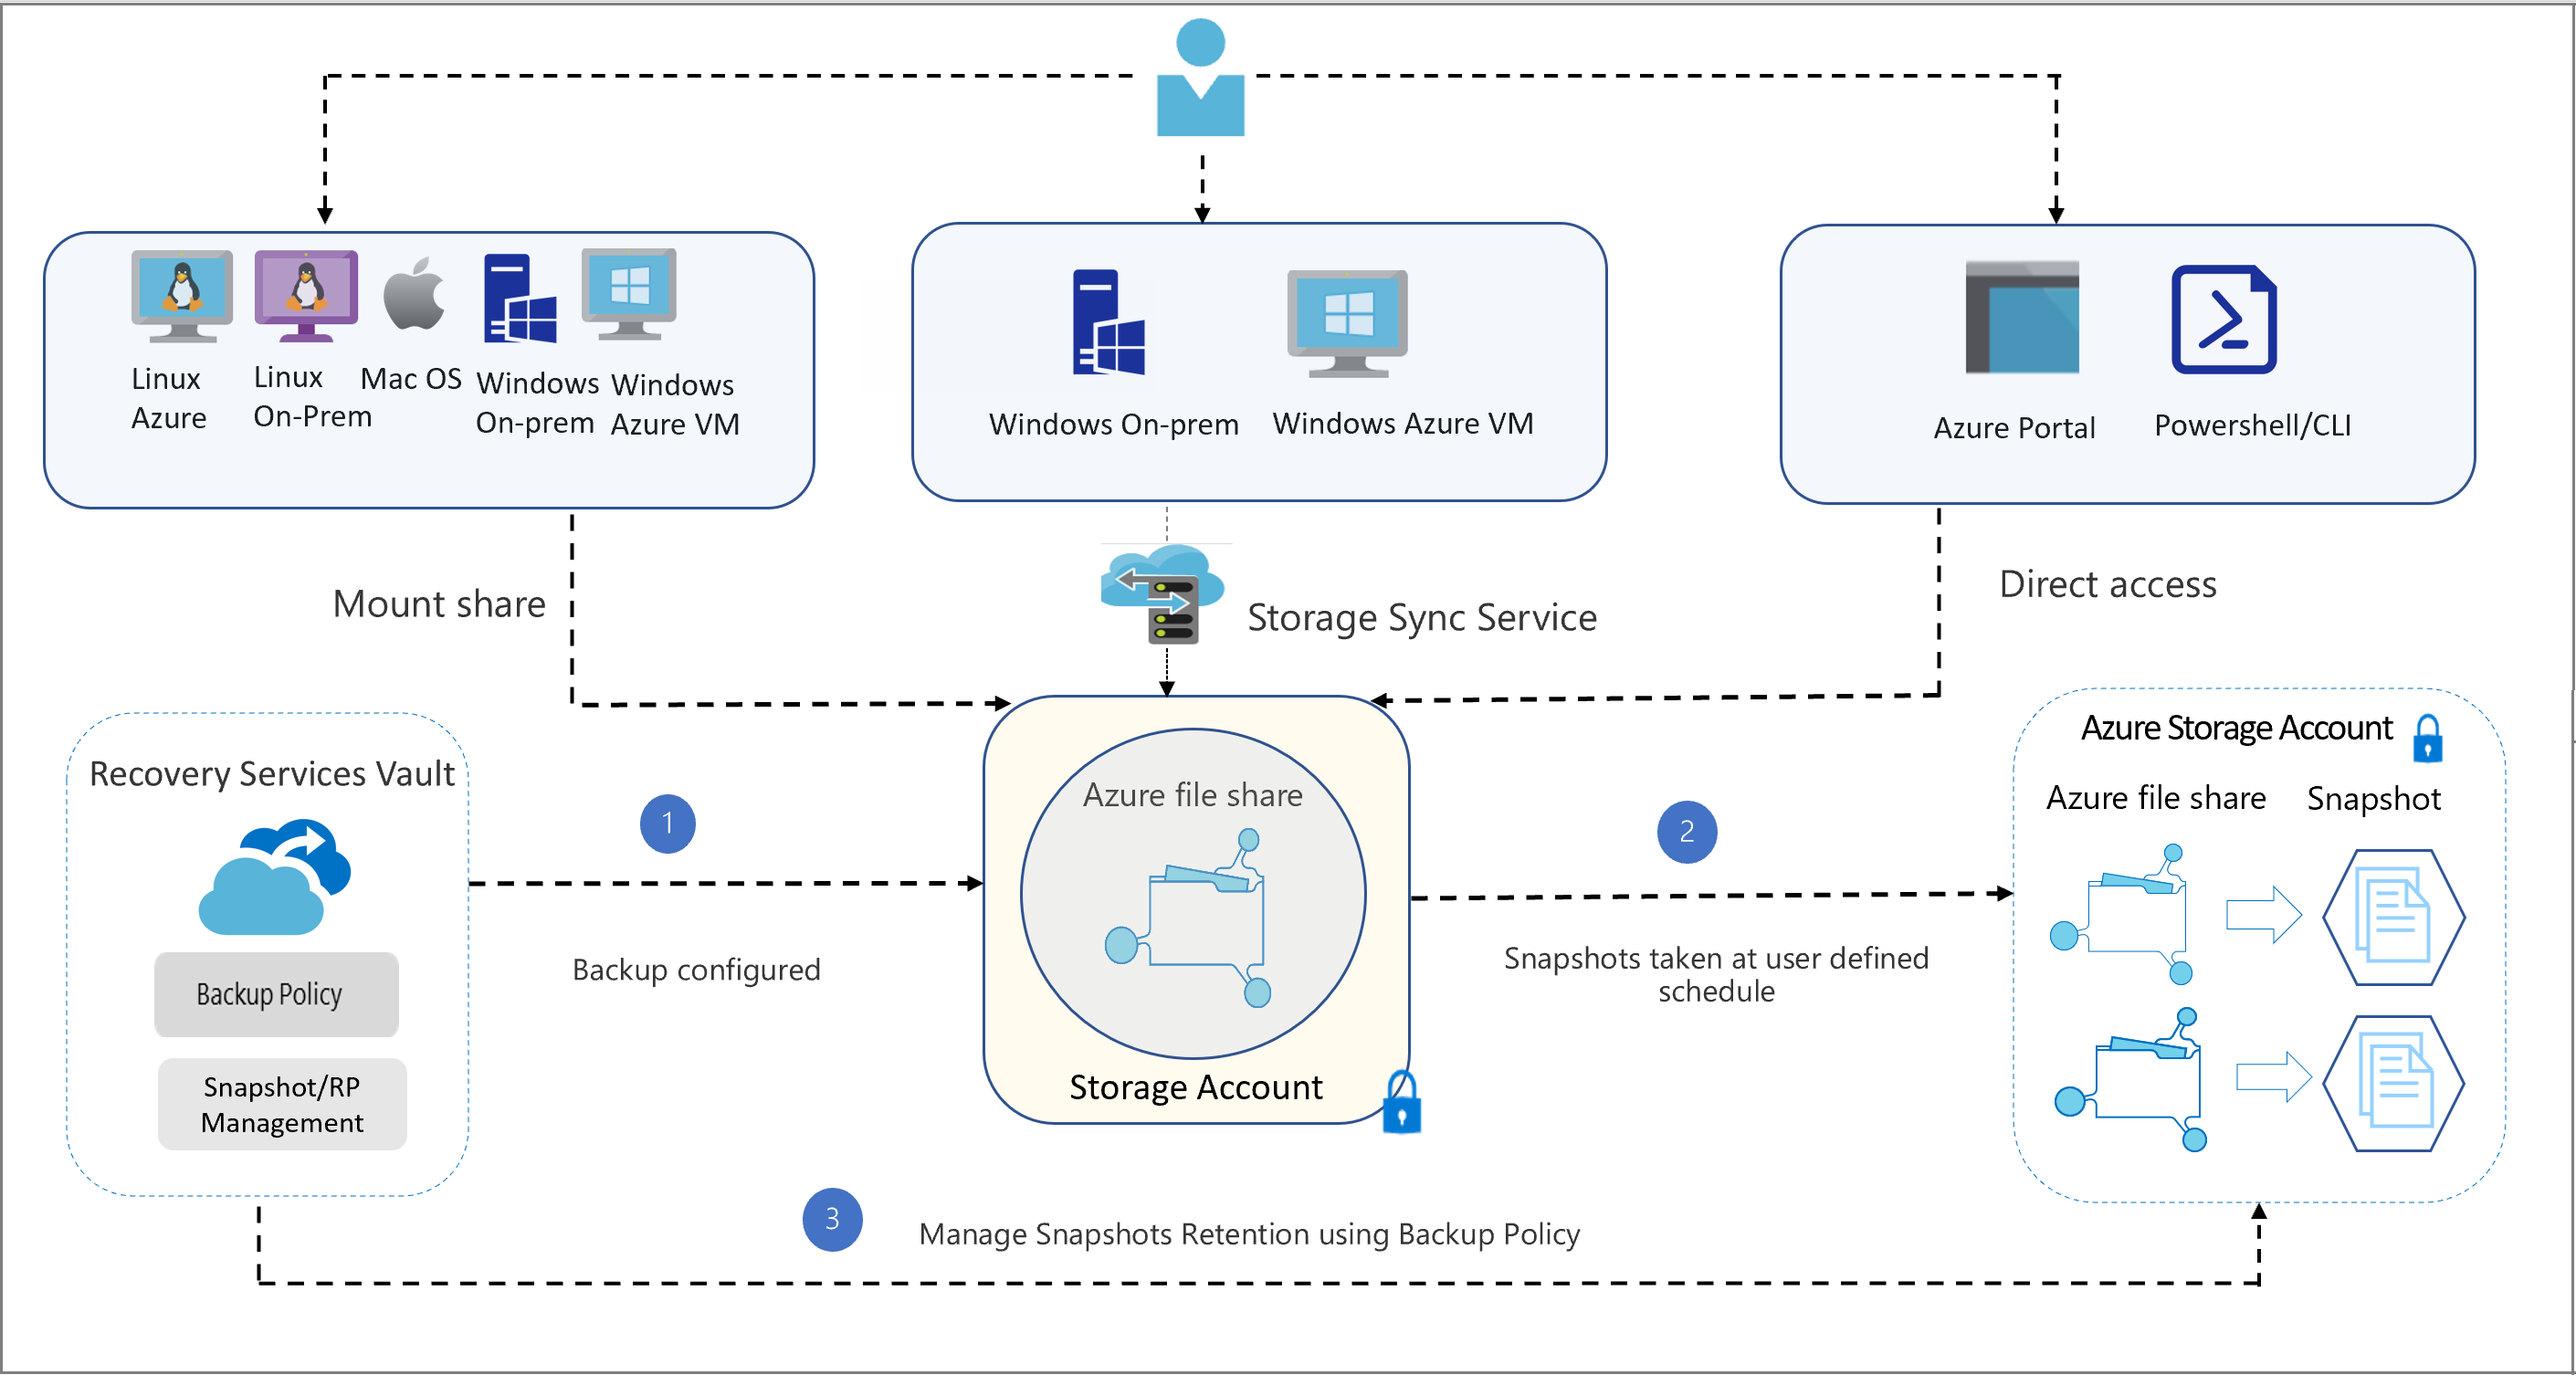 Linux
Azure
Linux
On-Prem
Mac OS
Windows
On-prem
Windows
Azure VM
Windows On-prem
Windows Azure VM
Azure Portal
Powershell/CLI
Mount share
Storage Sync Service
Direct access
Recovery Services Vault
Backup Policy
Snapshot/RP
Management
1
Backup configured
Azure file share
Storage Account
2
Snapshots taken at user defined
schedule
Azure Storage Account
Azure file share
Snapshot
3
Manage Snapshots Retention using Backup Policy